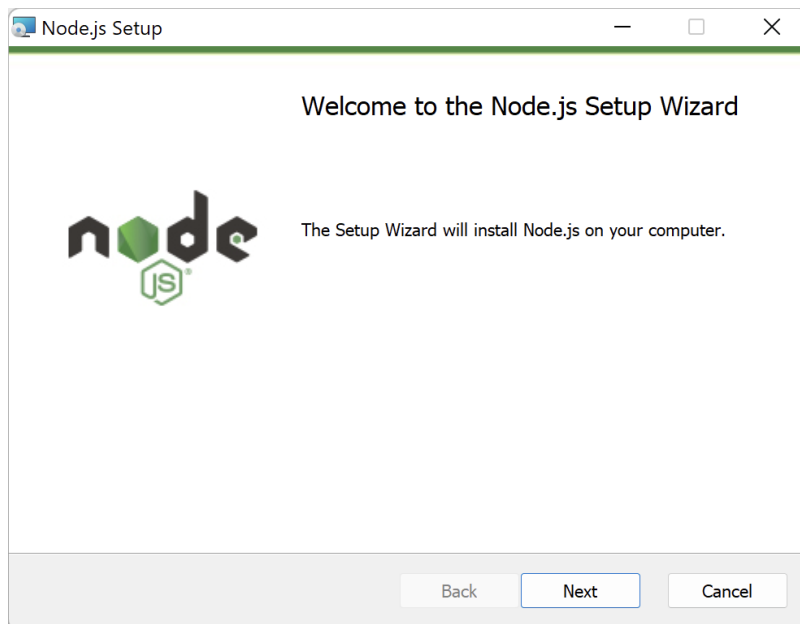 Node.js Setup
Welcome to the Node.js Setup Wizard
node
JS®
The Setup Wizard will install Node.js on your computer.
Back
Next
Cancel